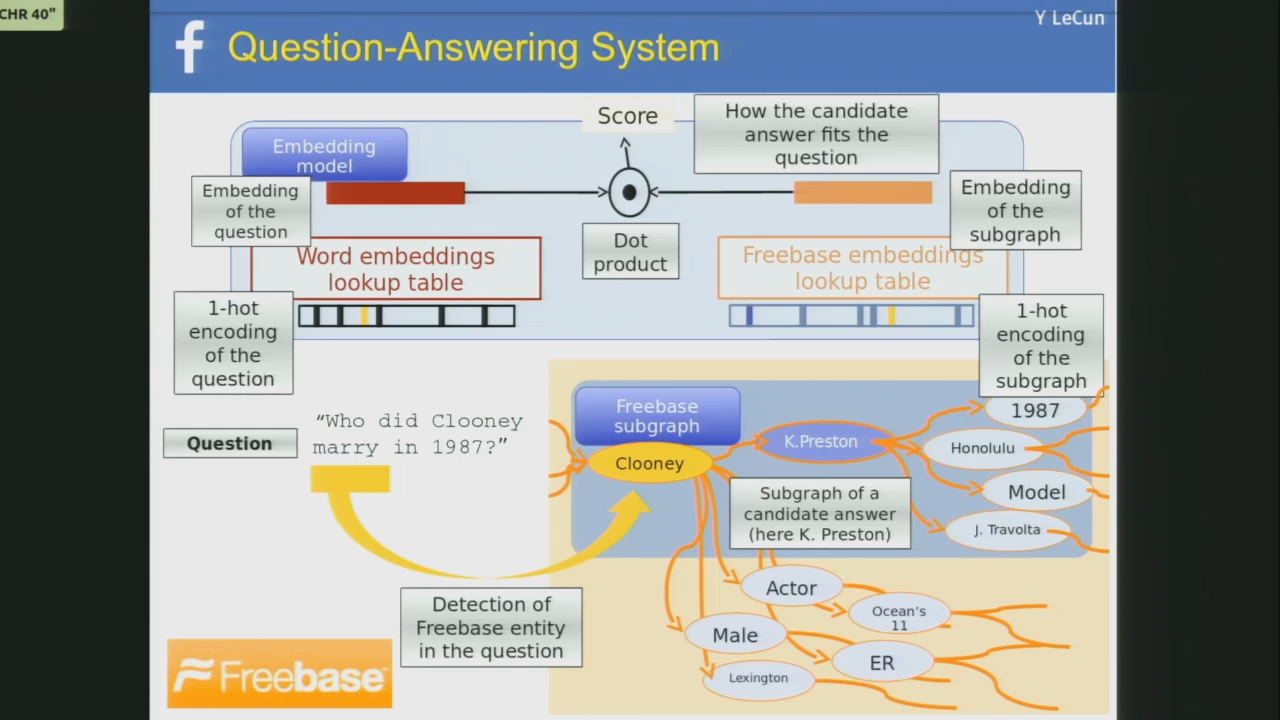 CHR 40"
Y LeCun
f Question-Answering System
Score
How the candidate
answer fits the
question
Embedding
model
Embedding
of the
question
Embedding
of the
subgraph
Dot
product
Word embeddings
lookup table
Freebase embeddings
lookup table
1-hot
encoding
of the
question
1-hot
encoding
of the
subgraph
Question
“Who did Clooney
marry in 1987?”
Freebase
subgraph
Clooney
K.Preston
1987
Honolulu
Model
J. Travolta
Subgraph of a
candidate answer
(here K. Preston)
Detection of
Freebase entity
in the question
Actor
Ocean’s
11
Male
ER
Lexington
Freebase